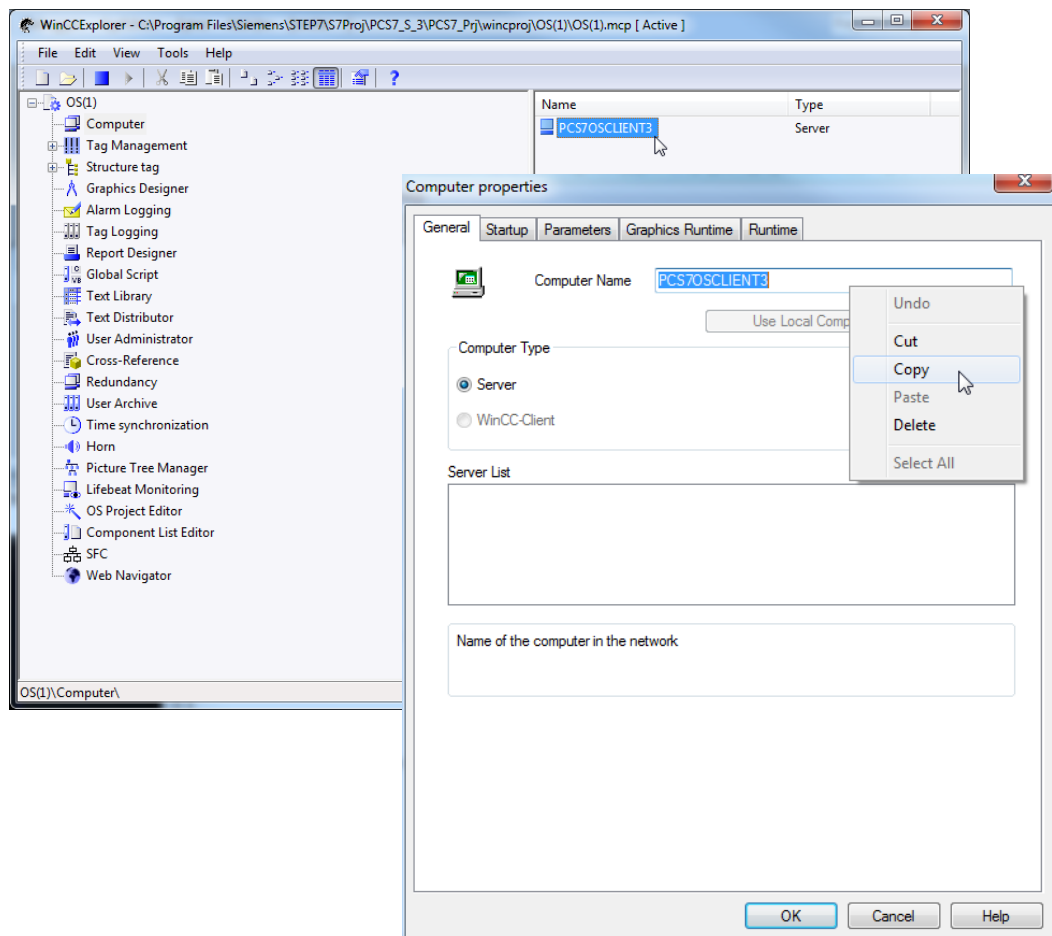 WinCCExplorer - C:\Program Files\Siemens\STEP7\S7Proj\PCS7_S_3\PCS7_Prj\wincproj\OS(1)\OS(1).mcp [ Active ]
File Edit View Tools Help
OS(1)
Computer
Tag Management
Structure tag
Graphics Designer
Alarm Logging
Tag Logging
Report Designer
Global Script
Text Library
Text Distributor
User Administrator
Cross-Reference
Redundancy
User Archive
Time synchronization
Horn
Picture Tree Manager
Lifebeat Monitoring
OS Project Editor
Component List Editor
SFC
Web Navigator
OS(1)\Computer\
Name Type
PCS7OSCLIENT3 Server
Computer properties
General Startup Parameters Graphics Runtime Runtime
Computer Name PCS7OSCLIENT3
Use Local Comp
Computer Type
Server
WinCC-Client
Server List
Name of the computer in the network
Undo
Cut
Copy
Paste
Delete
Select All
OK Cancel Help